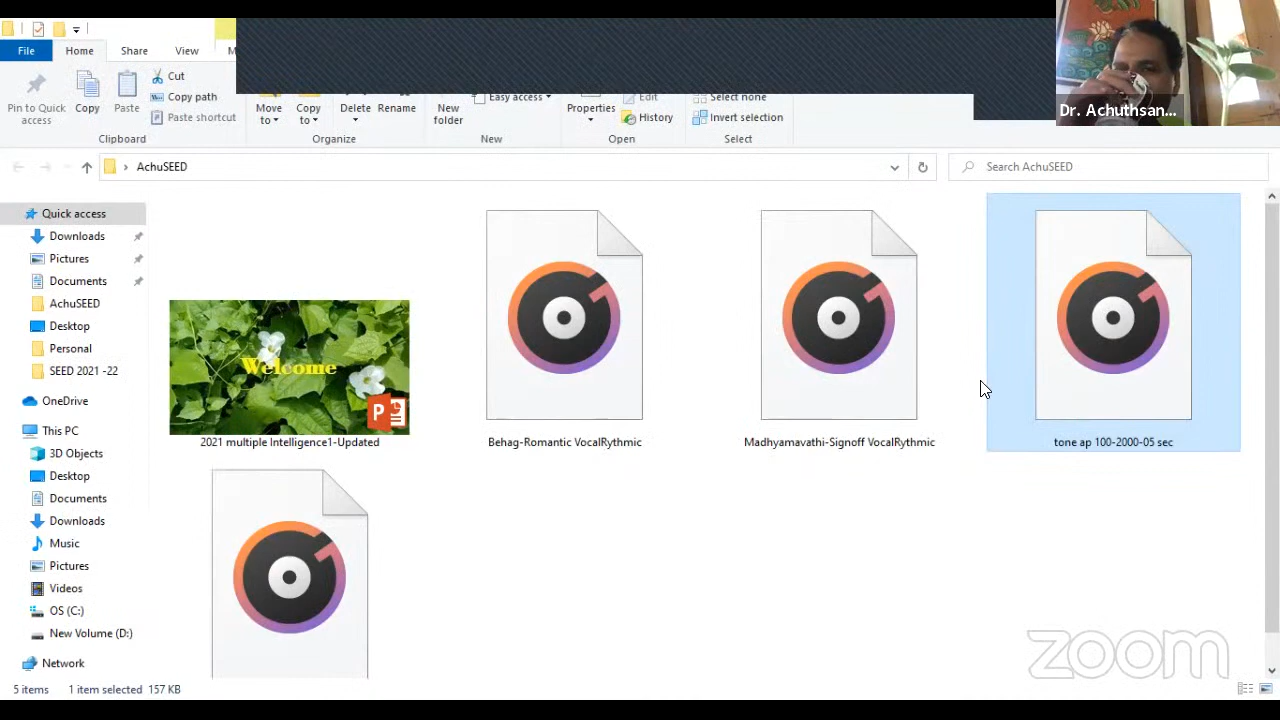 File
Home
Share
View
M
Pin to Quick access
Copy
Paste
Cut
Copy path
Paste shortcut
Clipboard
Move to
Copy to
Delete
Rename
Organize
New folder
Easy access
New
Properties
Edit
History
Open
Select none
Invert selection
Select
Dr. Achuthsan...
AchuSEED
Search AchuSEED
Quick access
Downloads
Pictures
Documents
AchuSEED
Desktop
Personal
SEED 2021 -22
OneDrive
This PC
3D Objects
Desktop
Documents
Downloads
Music
Pictures
Videos
OS (C:)
New Volume (D:)
Network
Welcome
P
2021 multiple Intelligence1-Updated
Behag-Romantic VocalRythmic
Madhyamavathi-Signoff VocalRythmic
tone ap 100-2000-05 sec
zoom
5 items
1 item selected 157 KB